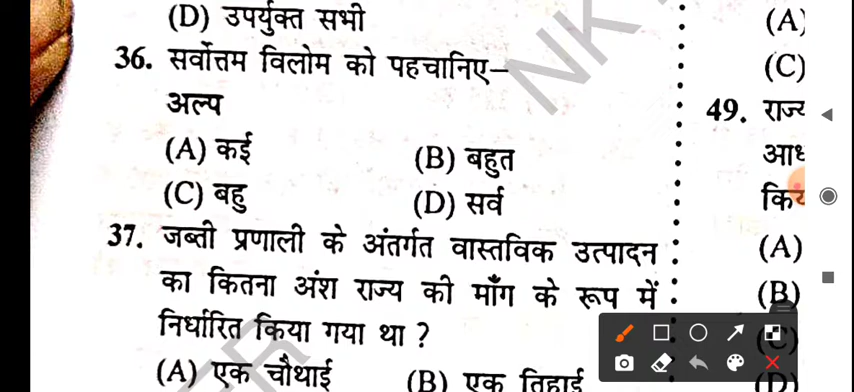 (D) उपर्युक्त सभी
36. सर्वोत्तम विलोम को पहचानिए–
अल्प
(A) कई (B) बहुत
(C) बहु (D) सर्व
37. जब्ती प्रणाली के अंतर्गत वास्तविक उत्पादन
का कितना अंश राज्य की माँग के रूप में
निर्धारित किया गया था ?
(A) एक चौथाई (B) एक तिहाई
(A)
(C)
49.
(A)
(B)
(C)
(D)
NK